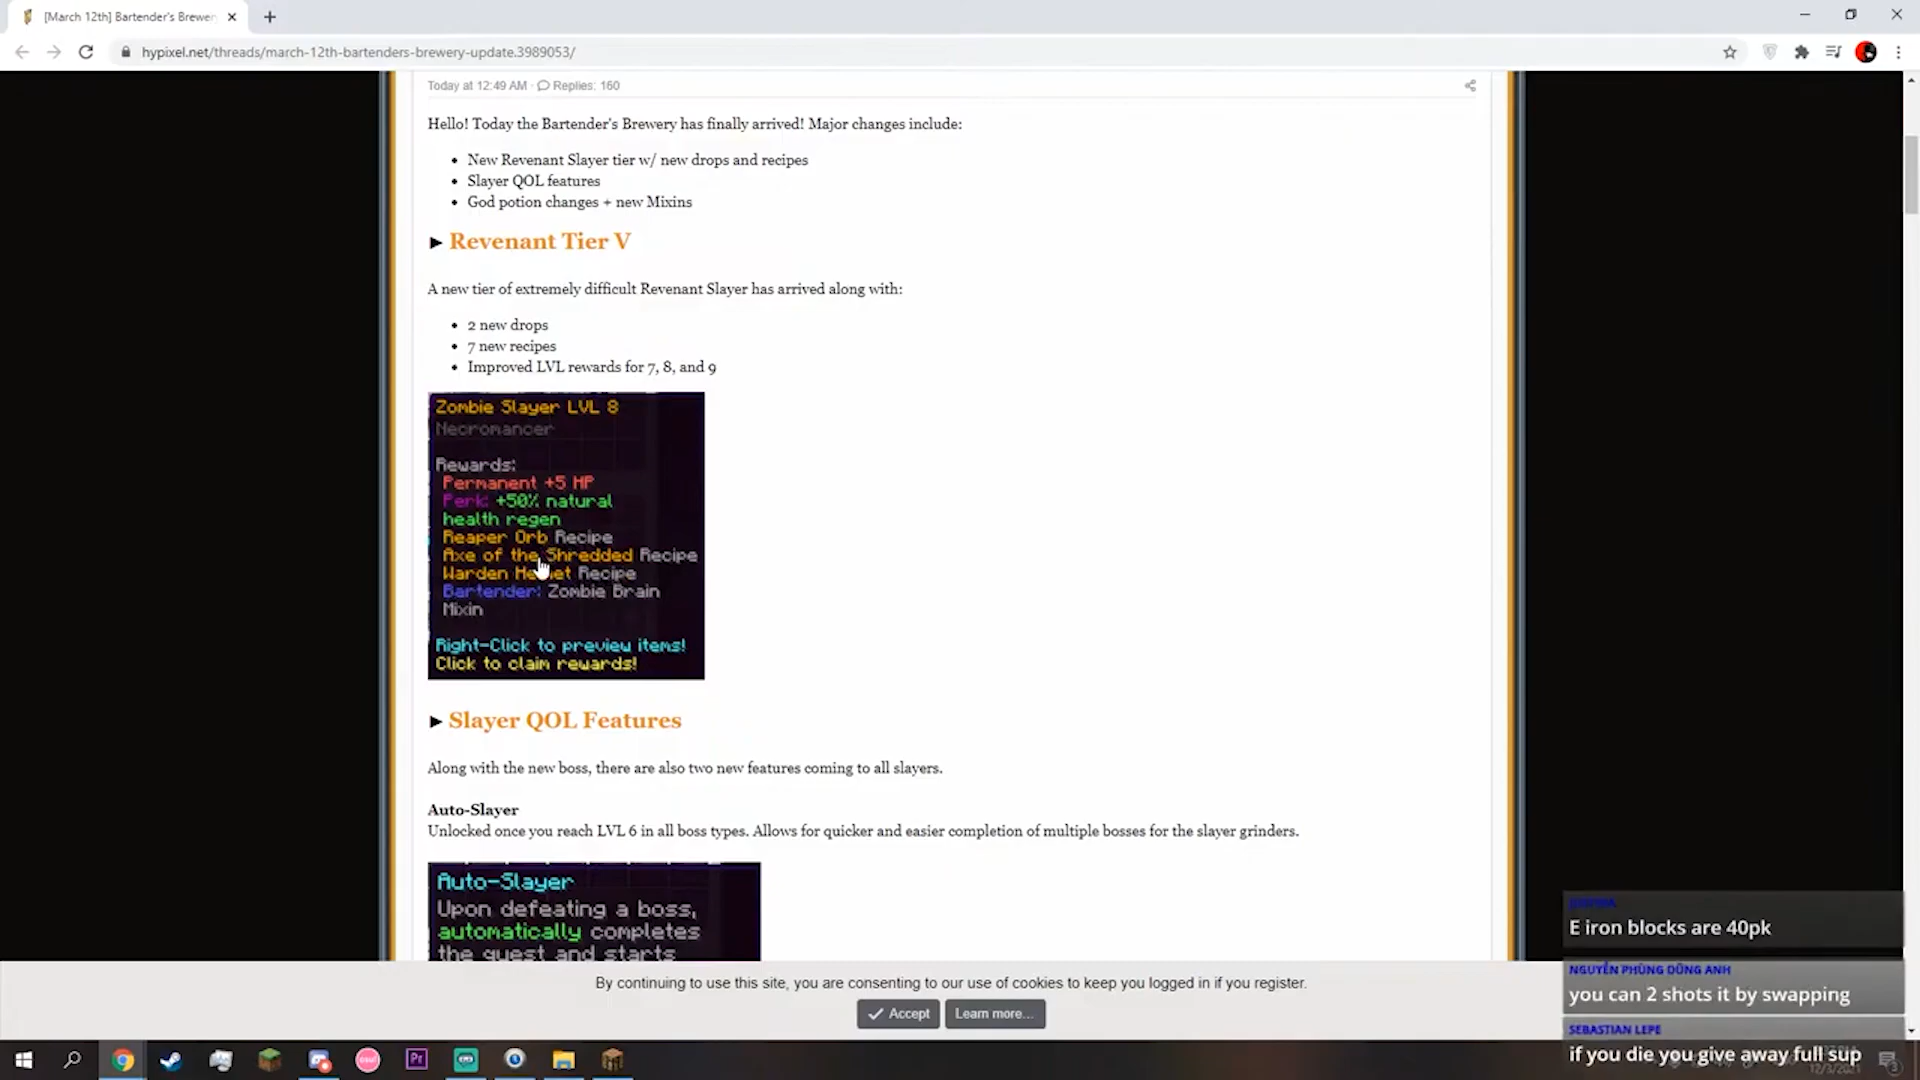 [March 12th] Bartender's Brewer
hypixel.net/threads/march-12th-bartenders-brewery-update.3989053/
Today at 12:49 AM · Replies: 160
Hello! Today the Bartender's Brewery has finally arrived! Major changes include:
• New Revenant Slayer tier w/ new drops and recipes
• Slayer QOL features
• God potion changes + new Mixins
► Revenant Tier V
A new tier of extremely difficult Revenant Slayer has arrived along with:
• 2 new drops
• 7 new recipes
• Improved LVL rewards for 7, 8, and 9
Zombie Slayer LVL 8
Necromancer
Rewards:
Permanent +5 HP
Perk: +50% natural
health regen
Reaper Orb Recipe
Axe of the Shredded Recipe
Warden Helmet Recipe
Bartender: Zombie Brain
Mixin
Right-Click to preview items!
Click to claim rewards!
► Slayer QOL Features
Along with the new boss, there are also two new features coming to all slayers.
Auto-Slayer
Unlocked once you reach LVL 6 in all boss types. Allows for quicker and easier completion of multiple bosses for the slayer grinders.
Auto-Slayer
Upon defeating a boss,
automatically completes
the quest and starts
By continuing to use this site, you are consenting to our use of cookies to keep you logged in if you register.
Accept
Learn more...
E iron blocks are 40pk
NGUYỄN PHÙNG DŨNG ANH
you can 2 shots it by swapping
SEBASTIAN LEPE
if you die you give away full sup
osu!
Pr